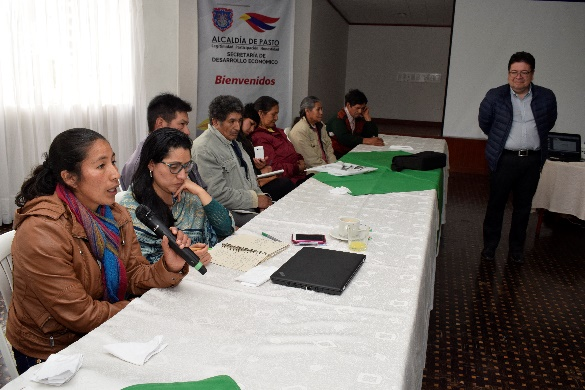 ALCALDÍA DE PASTO
SECRETARÍA DE
DESARROLLO ECONÓMICO
Bienvenidos